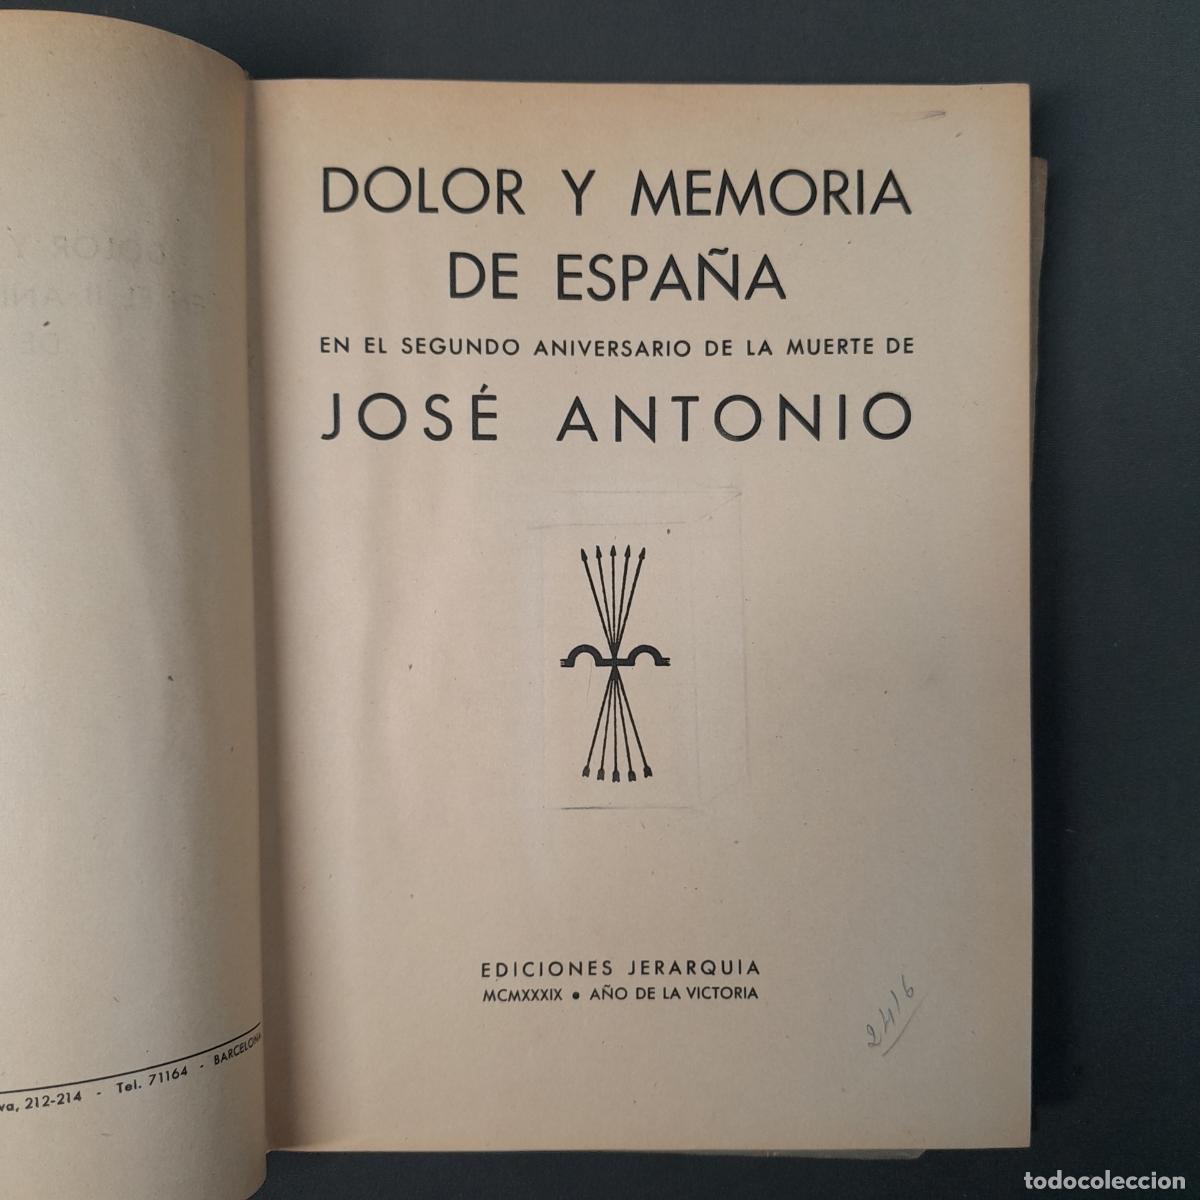 DOLOR Y MEMORIA
DE ESPAÑA
EN EL SEGUNDO ANIVERSARIO DE LA MUERTE DE
JOSÉ ANTONIO
EDICIONES JERARQUIA
MCMXXXIX • AÑO DE LA VICTORIA
2416
va, 212-214 - Tel. 71164 - BARCELONA
todocoleccion